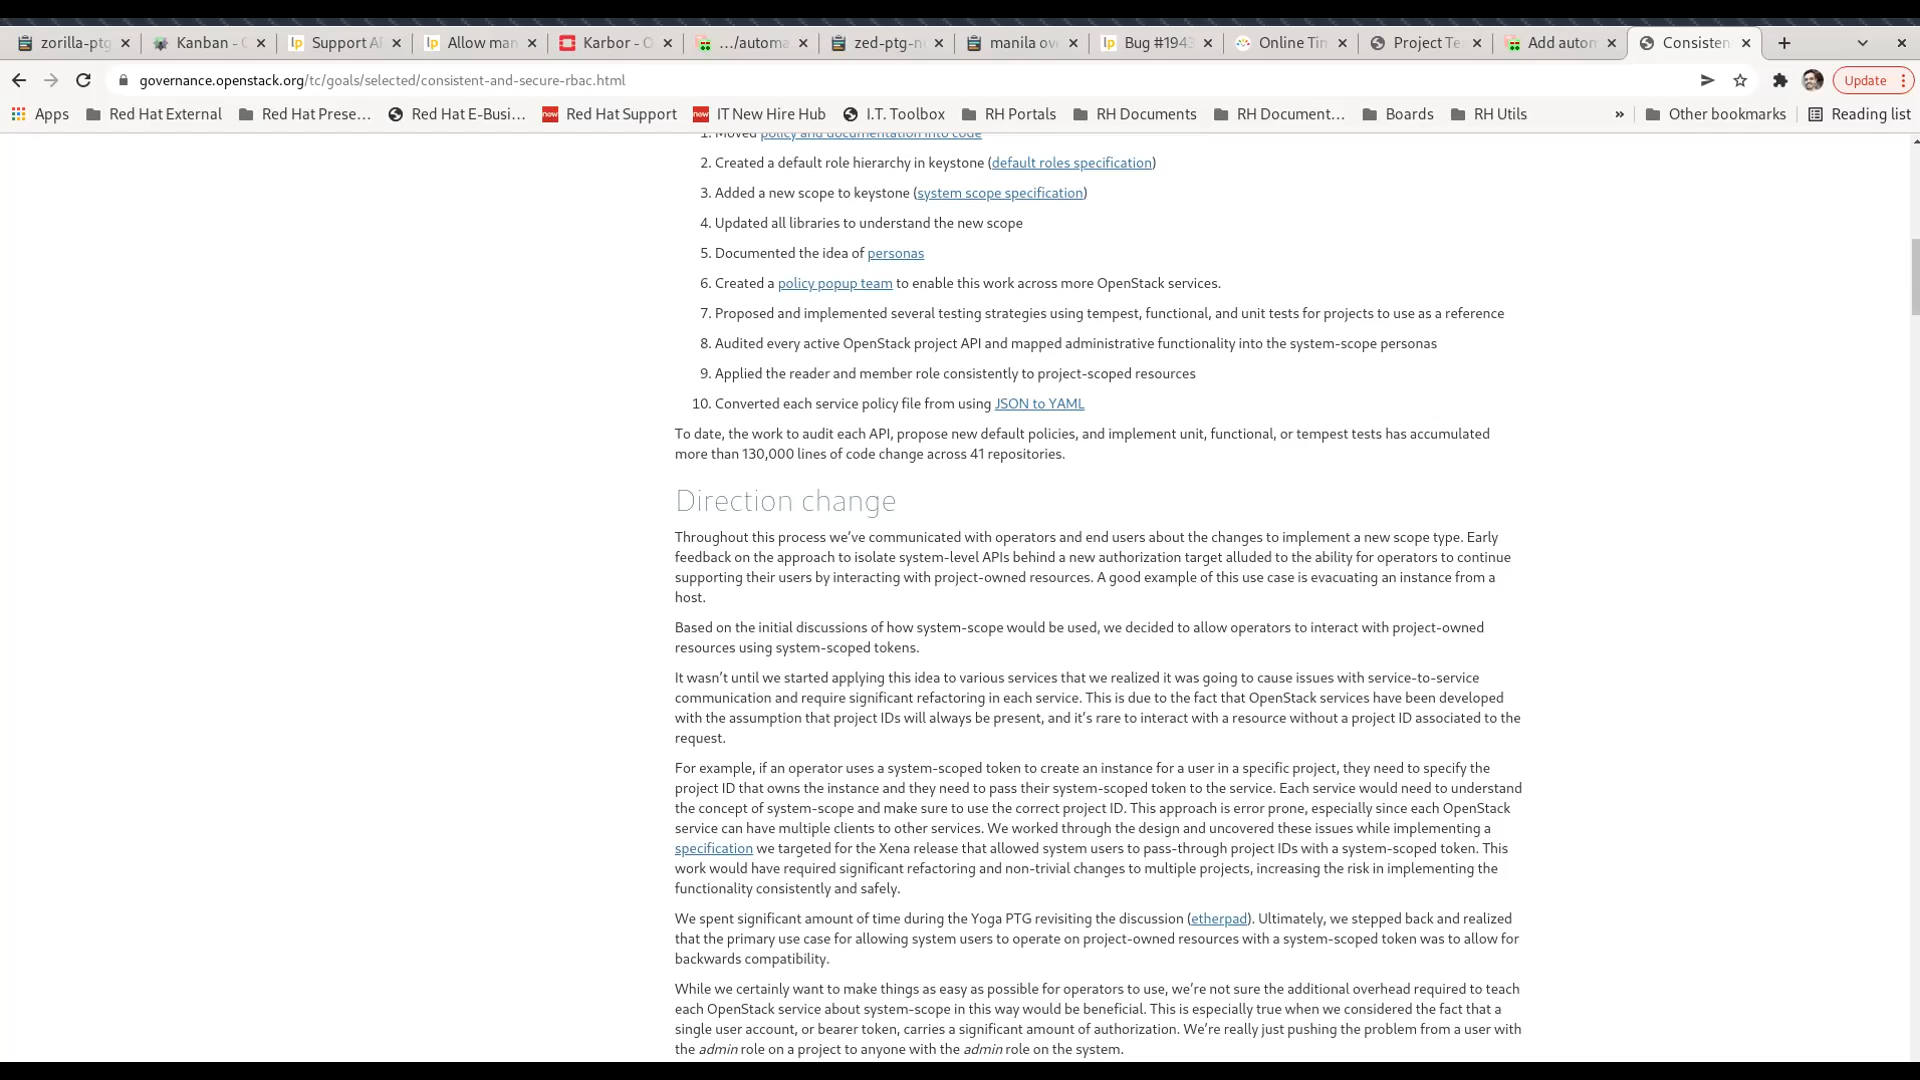 zorilla-ptg
Kanban - O
Support AP
Allow man
Karbor - O
.../automa
zed-ptg-n
manila ov
Bug #1943
Online Tim
Project Te
Add autom
Consisten
governance.openstack.org/tc/goals/selected/consistent-and-secure-rbac.html
Update
Apps
Red Hat External
Red Hat Prese...
Red Hat E-Busi...
Red Hat Support
IT New Hire Hub
I.T. Toolbox
RH Portals
RH Documents
RH Document...
Boards
RH Utils
»
Other bookmarks
Reading list
1. Moved policy and documentation into code
2. Created a default role hierarchy in keystone (default roles specification)
3. Added a new scope to keystone (system scope specification)
4. Updated all libraries to understand the new scope
5. Documented the idea of personas
6. Created a policy popup team to enable this work across more OpenStack services.
7. Proposed and implemented several testing strategies using tempest, functional, and unit tests for projects to use as a reference
8. Audited every active OpenStack project API and mapped administrative functionality into the system-scope personas
9. Applied the reader and member role consistently to project-scoped resources
10. Converted each service policy file from using JSON to YAML
To date, the work to audit each API, propose new default policies, and implement unit, functional, or tempest tests has accumulated
more than 130,000 lines of code change across 41 repositories.
Direction change
Throughout this process we've communicated with operators and end users about the changes to implement a new scope type. Early
feedback on the approach to isolate system-level APIs behind a new authorization target alluded to the ability for operators to continue
supporting their users by interacting with project-owned resources. A good example of this use case is evacuating an instance from a
host.
Based on the initial discussions of how system-scope would be used, we decided to allow operators to interact with project-owned
resources using system-scoped tokens.
It wasn't until we started applying this idea to various services that we realized it was going to cause issues with service-to-service
communication and require significant refactoring in each service. This is due to the fact that OpenStack services have been developed
with the assumption that project IDs will always be present, and it's rare to interact with a resource without a project ID associated to the
request.
For example, if an operator uses a system-scoped token to create an instance for a user in a specific project, they need to specify the
project ID that owns the instance and they need to pass their system-scoped token to the service. Each service would need to understand
the concept of system-scope and make sure to use the correct project ID. This approach is error prone, especially since each OpenStack
service can have multiple clients to other services. We worked through the design and uncovered these issues while implementing a
specification we targeted for the Xena release that allowed system users to pass-through project IDs with a system-scoped token. This
work would have required significant refactoring and non-trivial changes to multiple projects, increasing the risk in implementing the
functionality consistently and safely.
We spent significant amount of time during the Yoga PTG revisiting the discussion (etherpad). Ultimately, we stepped back and realized
that the primary use case for allowing system users to operate on project-owned resources with a system-scoped token was to allow for
backwards compatibility.
While we certainly want to make things as easy as possible for operators to use, we're not sure the additional overhead required to teach
each OpenStack service about system-scope in this way would be beneficial. This is especially true when we considered the fact that a
single user account, or bearer token, carries a significant amount of authorization. We're really just pushing the problem from a user with
the admin role on a project to anyone with the admin role on the system.